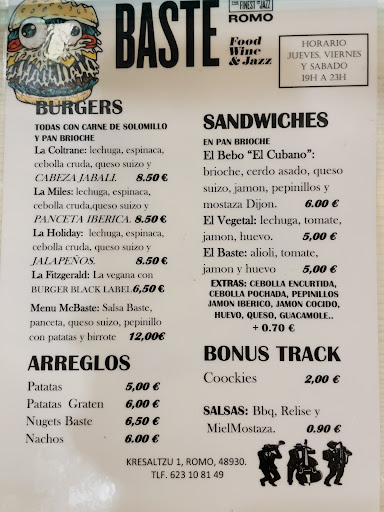 BASTE
THE FINEST "IN" JAZZ
ROMO
Food
Wine
& Jazz
HORARIO
JUEVES, VIERNES
Y SABADO
19H A 23H
BURGERS
TODAS CON CARNE DE SOLOMILLO
Y PAN BRIOCHE
La Coltrane: lechuga, espinaca,
cebolla cruda, queso suizo y
CABEZA JABALI. 8.50 €
La Miles: lechuga, espinaca,
cebolla cruda,queso suizo y
PANCETA IBERICA. 8.50 €
La Holiday: lechuga, espinaca,
cebolla cruda, queso suizo y
JALAPEÑOS. 8.50 €
La Fitzgerald: La vegana con
BURGER BLACK LABEL 6,50 €
Menu McBaste: Salsa Baste,
panceta, queso suizo, pepinillo
con patatas y birrote 12,00€
ARREGLOS
Patatas 5,00 €
Patatas Graten 6,00 €
Nugets Baste 6,50 €
Nachos 6.00 €
SANDWICHES
EN PAN BRIOCHE
El Bebo “El Cubano”:
brioche, cerdo asado, queso
suizo, jamon, pepinillos y
mostaza Dijon. 6.00 €
El Vegetal: lechuga, tomate,
jamon, huevo. 5,00 €
El Baste: alioli, tomate,
jamon y huevo 5,00 €
EXTRAS: CEBOLLA ENCURTIDA,
CEBOLLA POCHADA, PEPINILLOS
JAMON IBERICO, JAMON COCIDO,
HUEVO, QUESO, GUACAMOLE..
+ 0.70 €
BONUS TRACK
Coockies 2,00 €
SALSAS: Bbq, Relise y
MielMostaza. 0.90 €
KRESALTZU 1, ROMO, 48930.
TLF. 623 10 81 49